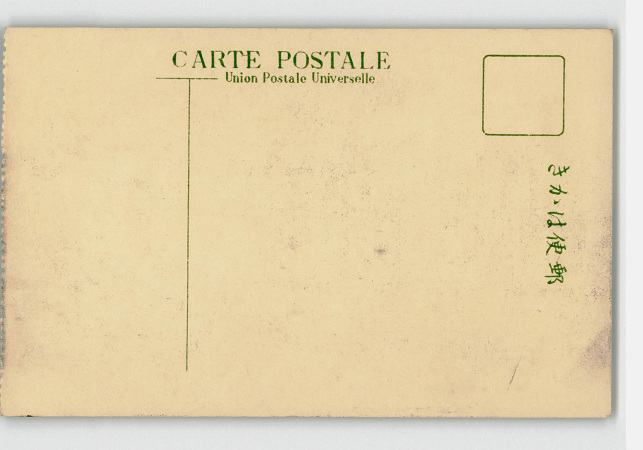 CARTE POSTALE
Union Postale Universelle
きかは便郵